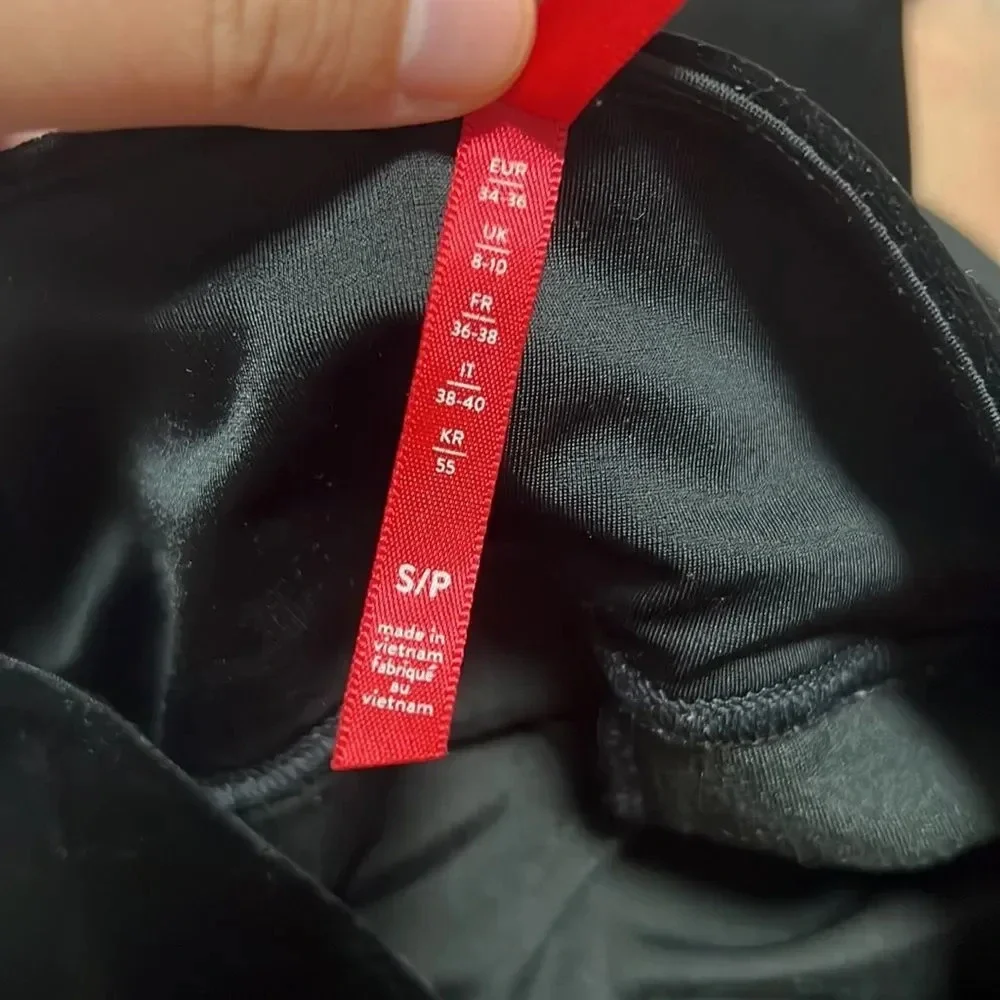 EUR
34-36
UK
8-10
FR
36-38
IT
38-40
KR
55
S/P
made in
vietnam
fabriqué
au
vietnam